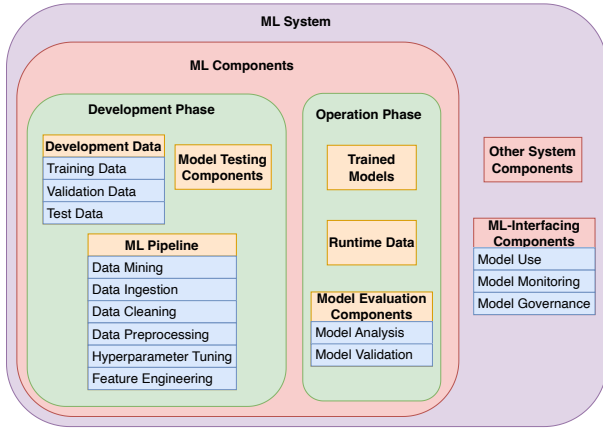 ML System
ML Components
Development Phase
Development Data
Training Data
Validation Data
Test Data
Model Testing
Components
ML Pipeline
Data Mining
Data Ingestion
Data Cleaning
Data Preprocessing
Hyperparameter Tuning
Feature Engineering
Operation Phase
Trained
Models
Runtime Data
Model Evaluation
Components
Model Analysis
Model Validation
Other System
Components
ML-Interfacing
Components
Model Use
Model Monitoring
Model Governance